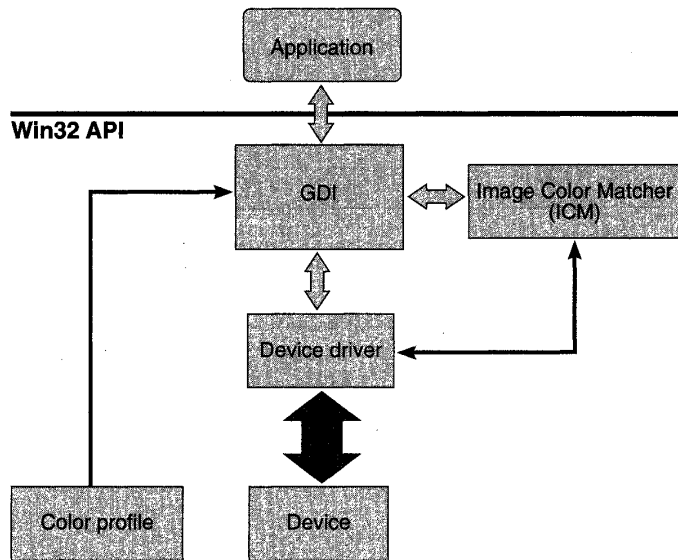 Application
Win32 API
GDI
Image Color Matcher
(ICM)
Device driver
Color profile
Device